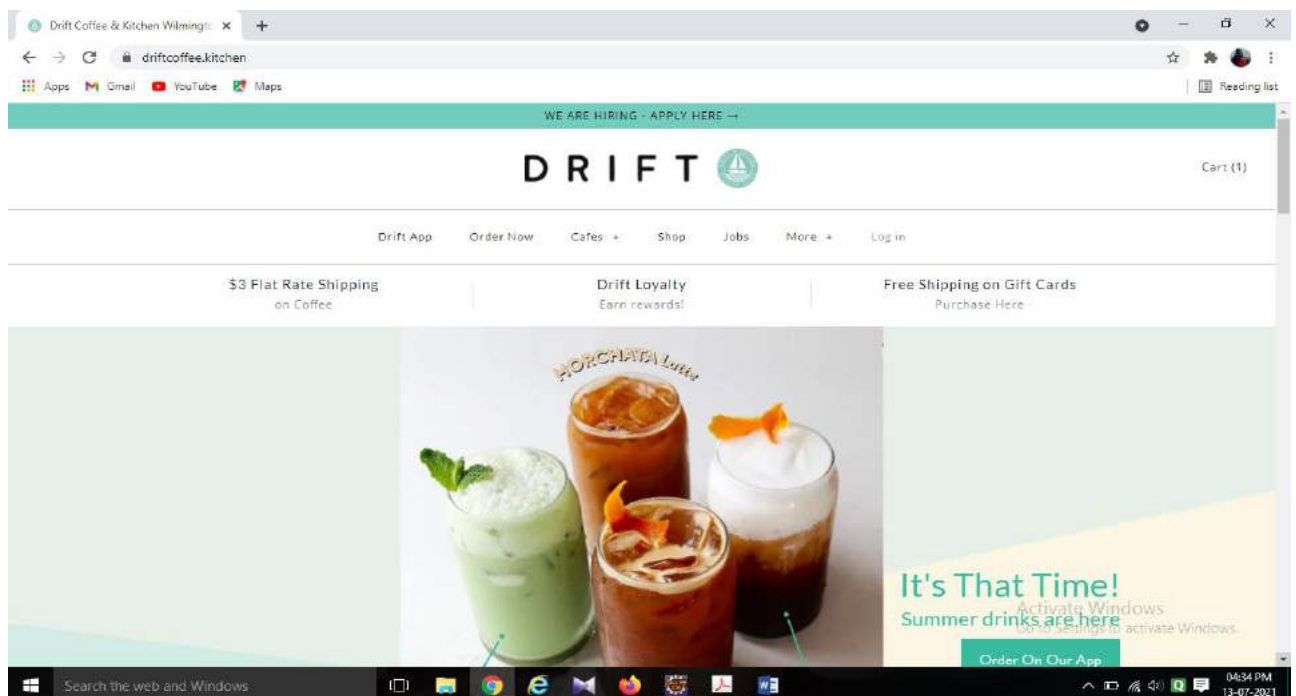 Drift Coffee & Kitchen Wilmingt
driftcoffee.kitchen
Apps Gmail YouTube Maps Reading list
WE ARE HIRING - APPLY HERE →
DRIFT
Cart (1)
Drift App Order Now Cafes + Shop Jobs More + Log in
$3 Flat Rate Shipping
on Coffee
Drift Loyalty
Earn rewards!
Free Shipping on Gift Cards
Purchase Here
HORCHATA Latte
It's That Time!
Summer drinks are here
Activate Windows
Go to Settings to activate Windows.
Order On Our App
Search the web and Windows
04:34 PM
13-07-2021